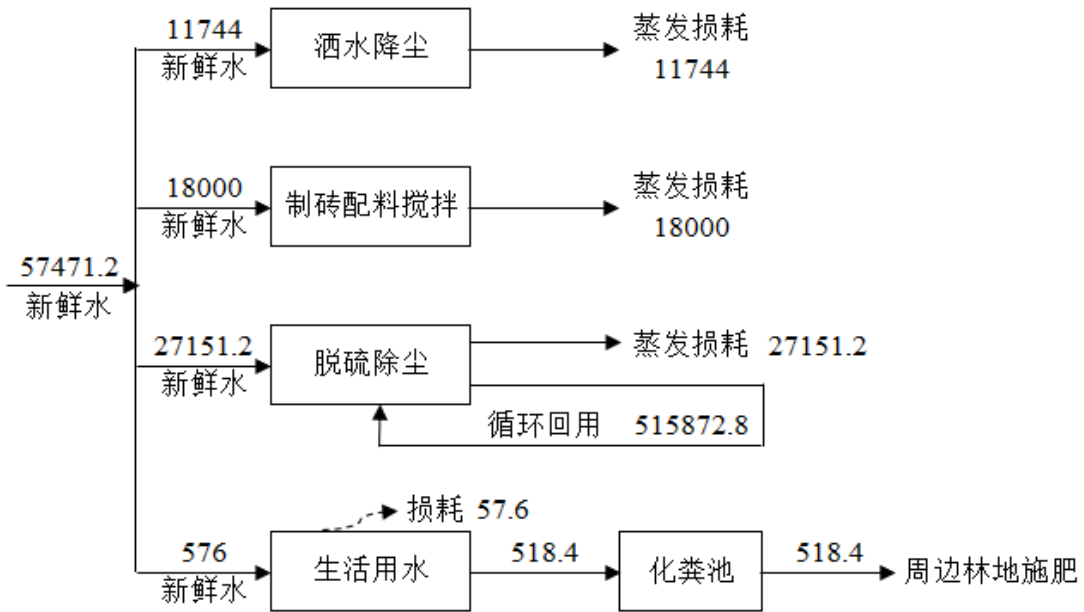 11744
新鲜水
洒水降尘
蒸发损耗
11744
18000
新鲜水
制砖配料搅拌
蒸发损耗
18000
57471.2
新鲜水
27151.2
新鲜水
脱硫除尘
蒸发损耗 27151.2
循环回用 515872.8
损耗 57.6
576
新鲜水
生活用水
518.4
化粪池
518.4
周边林地施肥